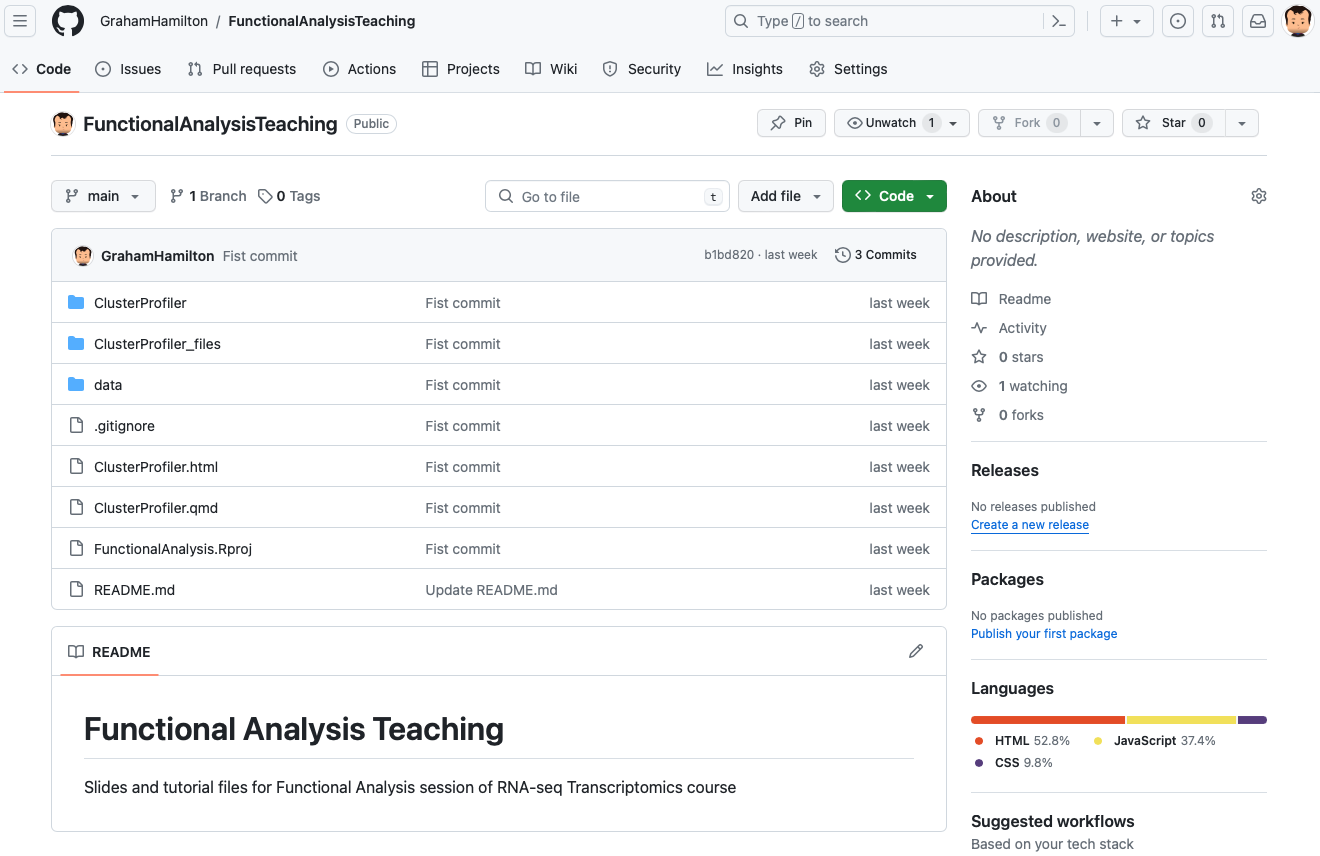 GrahamHamilton / FunctionalAnalysisTeaching
Type / to search
Code Issues Pull requests Actions Projects Wiki Security Insights Settings
FunctionalAnalysisTeaching Public
Pin Unwatch 1 Fork 0 Star 0
main 1 Branch 0 Tags Go to file t Add file Code
GrahamHamilton Fist commit b1bd820 · last week 3 Commits
ClusterProfiler Fist commit last week
ClusterProfiler_files Fist commit last week
data Fist commit last week
.gitignore Fist commit last week
ClusterProfiler.html Fist commit last week
ClusterProfiler.qmd Fist commit last week
FunctionalAnalysis.Rproj Fist commit last week
README.md Update README.md last week
README
Functional Analysis Teaching
Slides and tutorial files for Functional Analysis session of RNA-seq Transcriptomics course
About
No description, website, or topics
provided.
Readme
Activity
0 stars
1 watching
0 forks
Releases
No releases published
Create a new release
Packages
No packages published
Publish your first package
Languages
HTML 52.8% JavaScript 37.4%
CSS 9.8%
Suggested workflows
Based on your tech stack